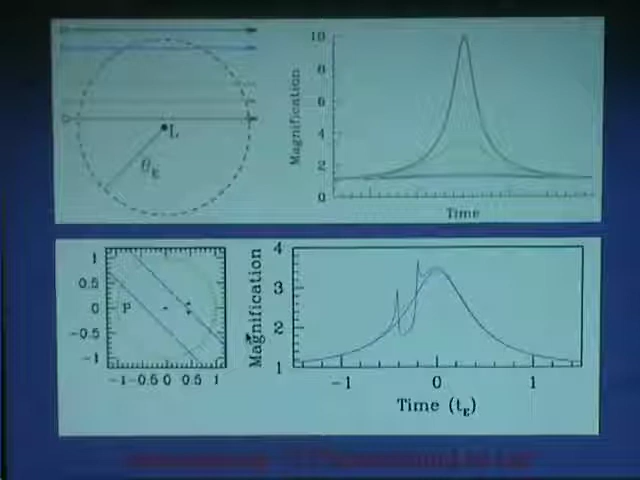 10
8
6
4
2
0
Magnification
Time
L
θE
1
0.5
0
-0.5
-1
P
-1 -0.5 0 0.5 1
4
3
2
1
Magnification
-1 0 1
Time (tE)